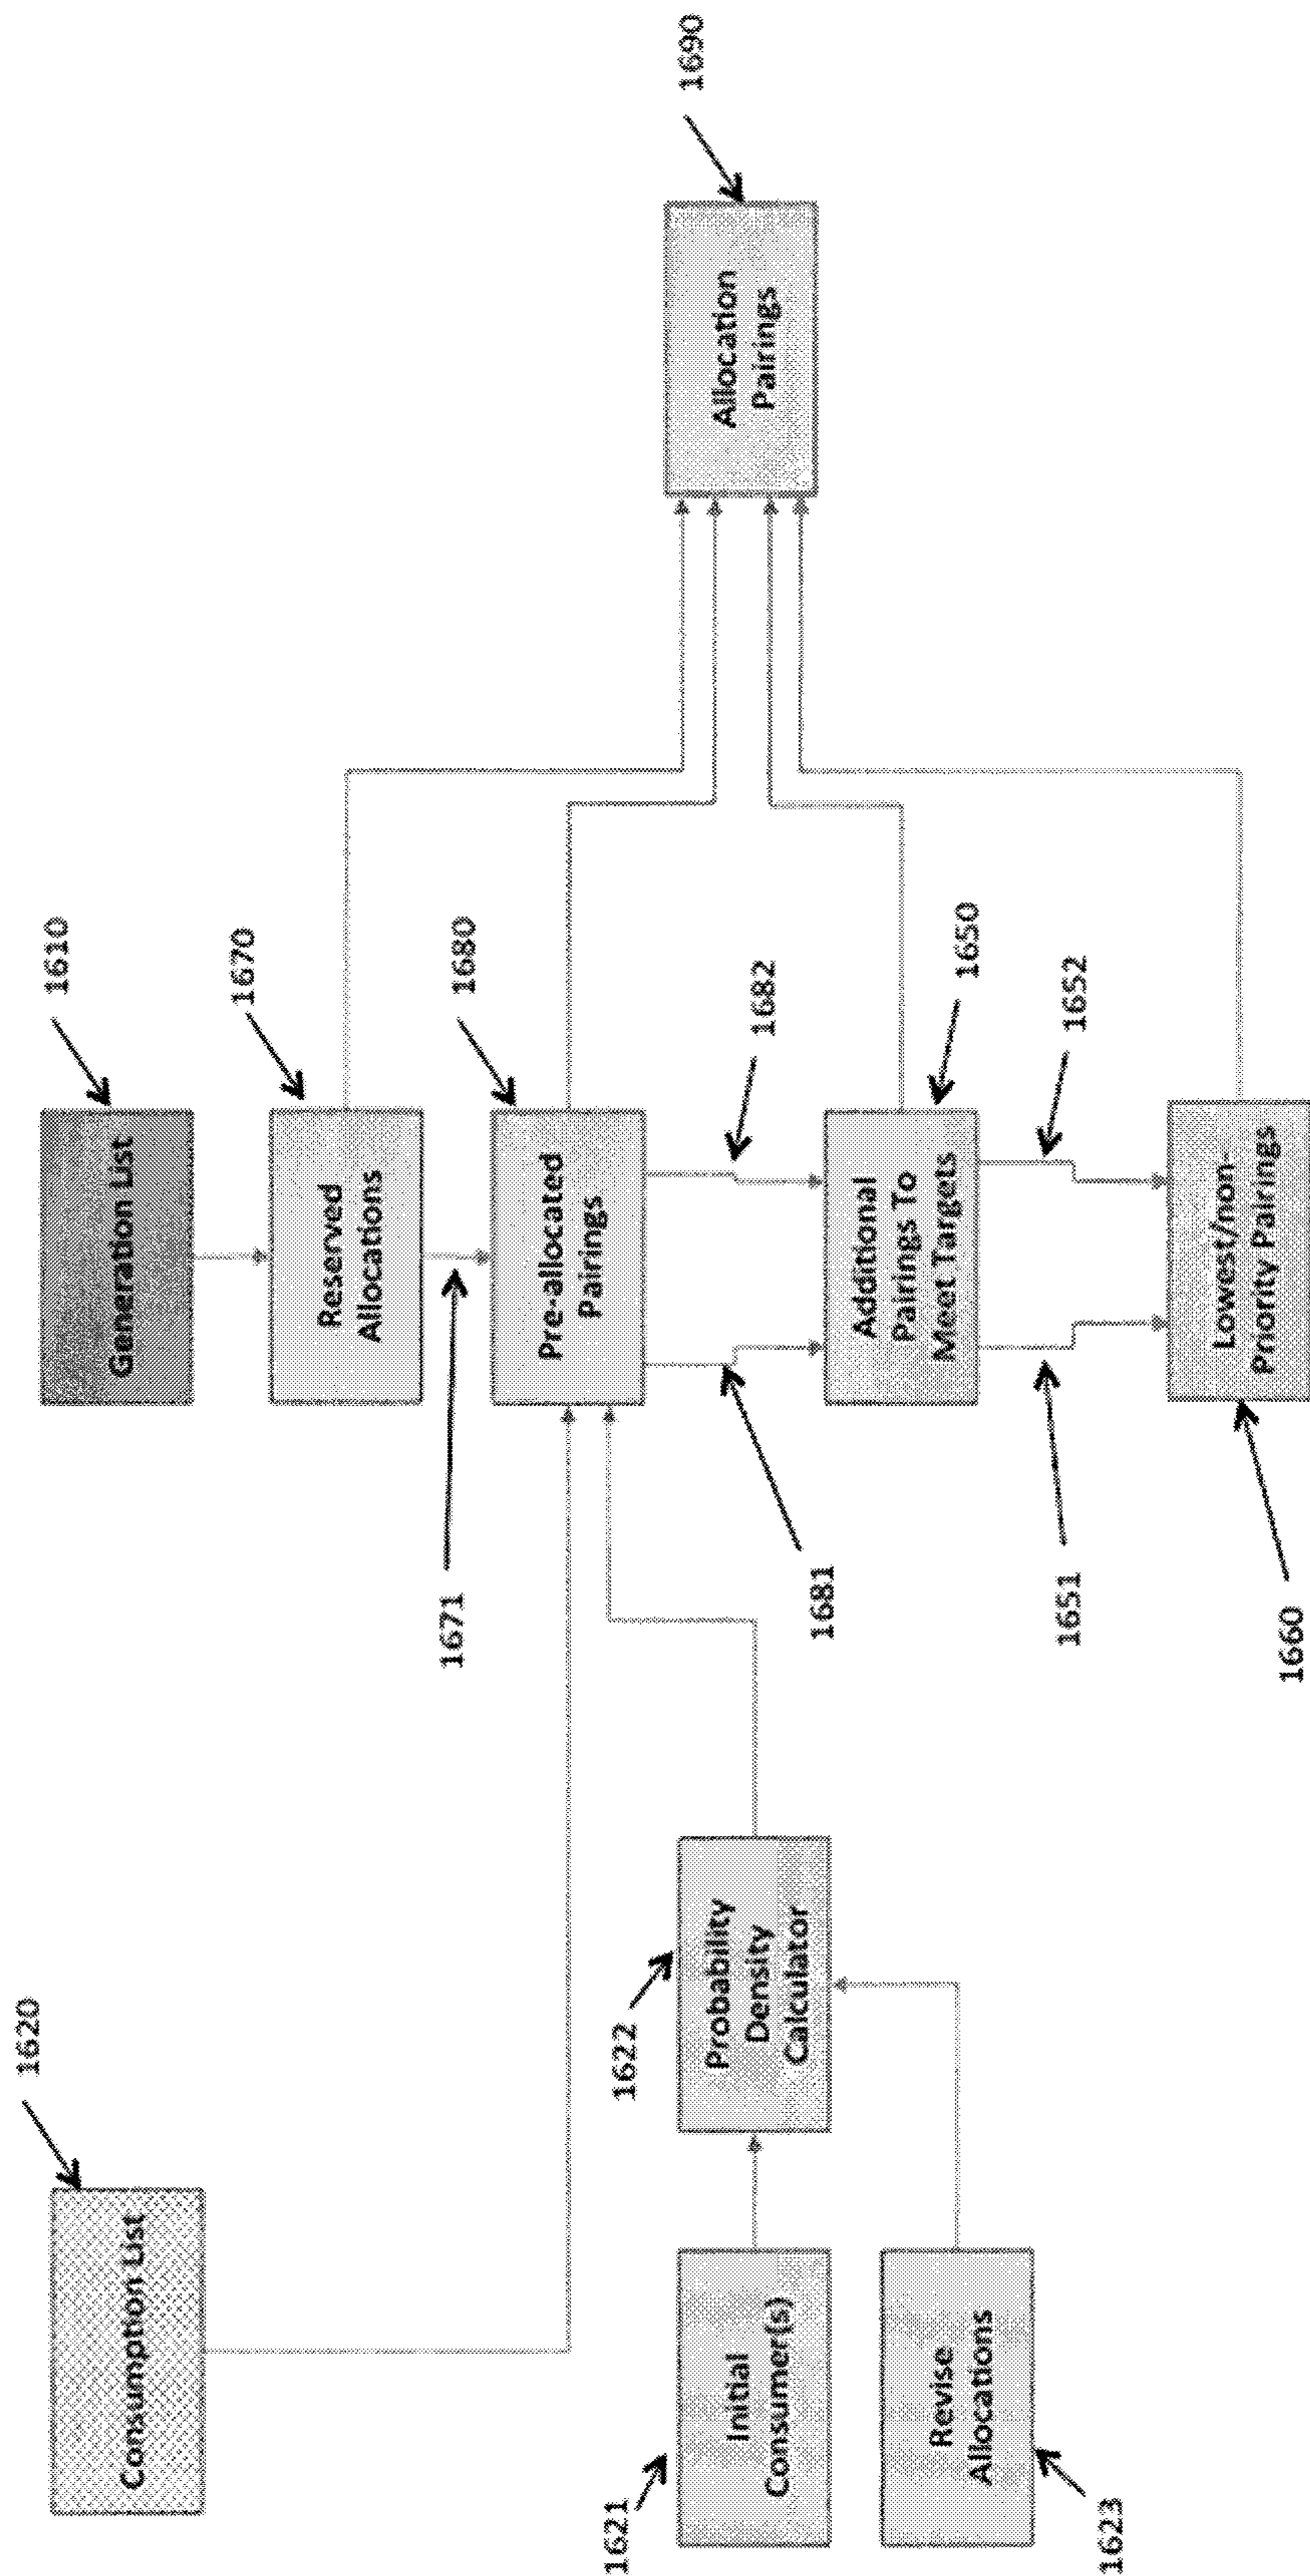 1620
Consumption List
1621
Initial
Consumer(s)
1623
Revise
Allocations
1622
Probability
Density
Calculator
1610
Generation List
1670
Reserved
Allocations
1671
1680
Pre-allocated
Pairings
1681
1682
1650
Additional
Pairings To
Meet Targets
1651
1652
1660
Lowest/non-
Priority Pairings
1690
Allocation
Pairings